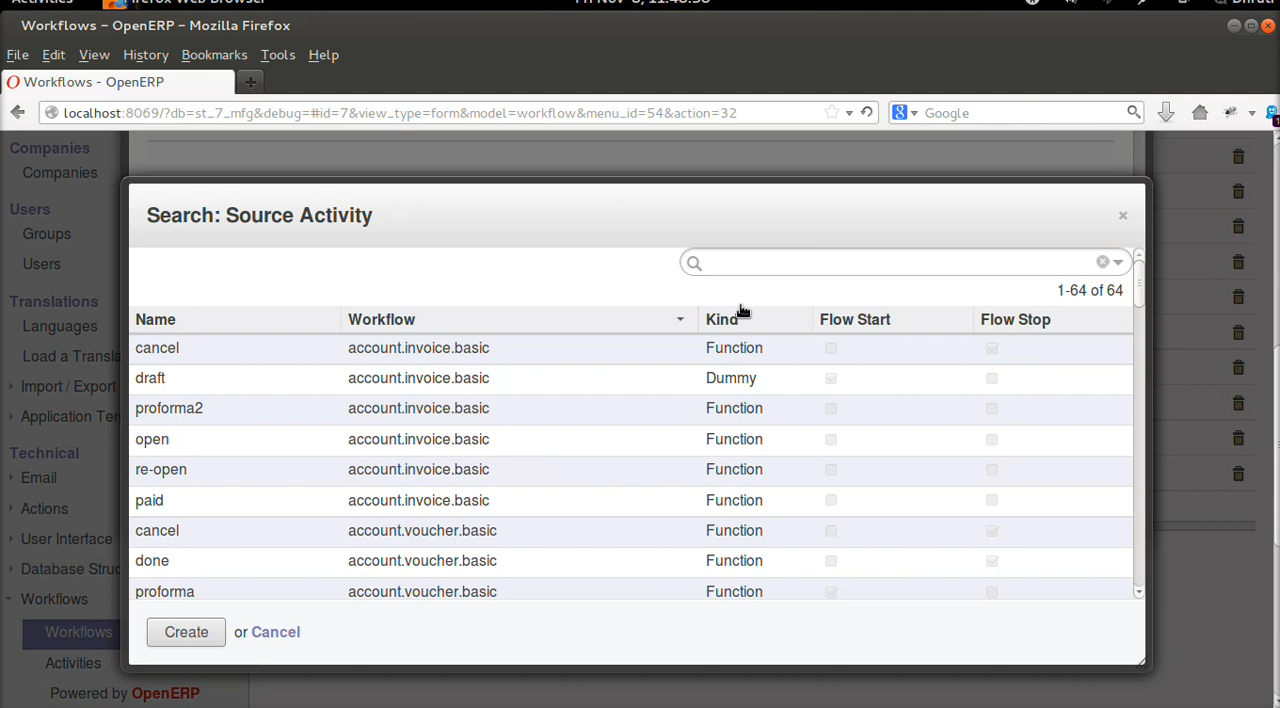 Workflows – OpenERP – Mozilla Firefox
File Edit View History Bookmarks Tools Help
Workflows - OpenERP
localhost:8069/?db=st_7_mfg&debug=#id=7&view_type=form&model=workflow&menu_id=54&action=32
Google
Companies
Companies
Users
Groups
Users
Translations
Languages
Load a Transla
Import / Export
Application Ter
Technical
Email
Actions
User Interface
Database Struc
Workflows
Workflows
Activities
Powered by OpenERP
Search: Source Activity
1-64 of 64
Name Workflow Kind Flow Start Flow Stop
cancel account.invoice.basic Function
draft account.invoice.basic Dummy
proforma2 account.invoice.basic Function
open account.invoice.basic Function
re-open account.invoice.basic Function
paid account.invoice.basic Function
cancel account.voucher.basic Function
done account.voucher.basic Function
proforma account.voucher.basic Function
Create or Cancel